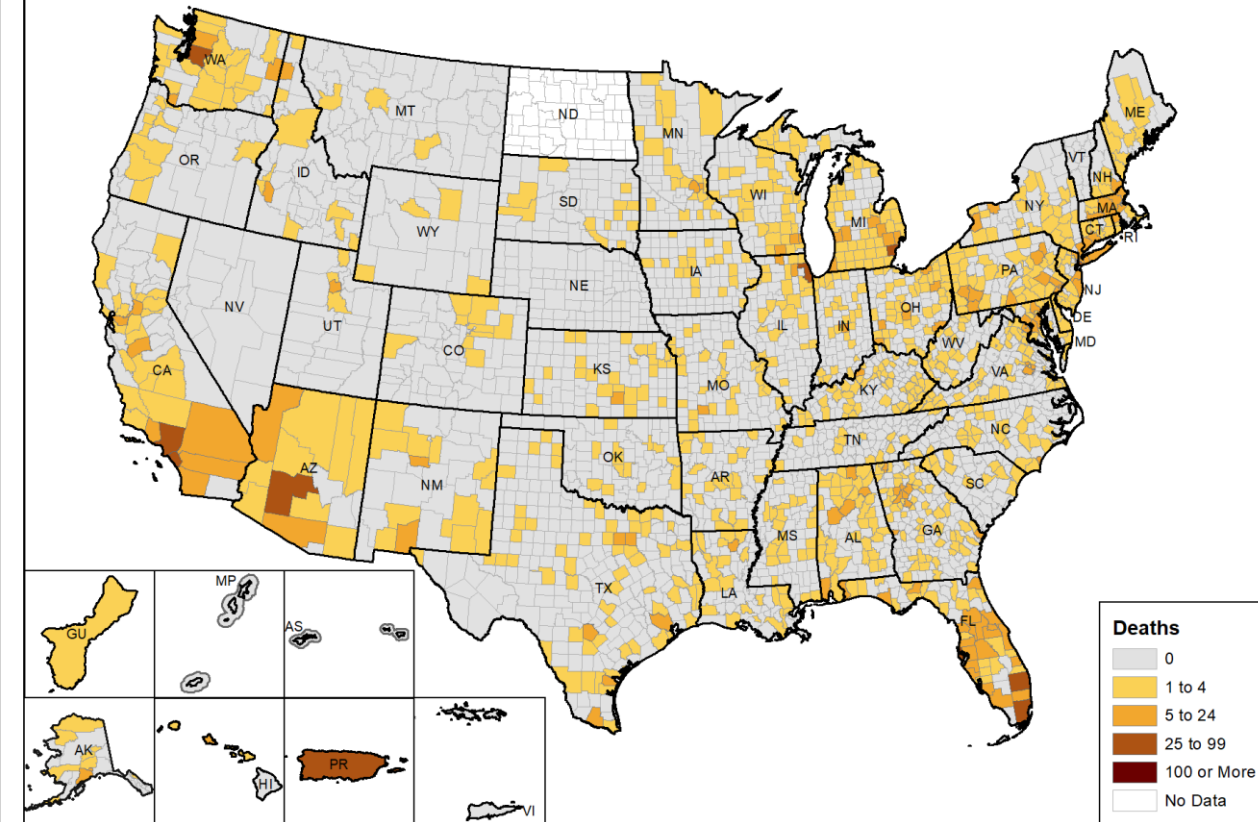 WA
MT
ND
MN
ME
OR
ID
SD
WI
VT
NH
NY
MA
WY
MI
CT
RI
IA
PA
NE
NJ
NV
OH
UT
IL
IN
DE
CO
WV
MD
CA
KS
MO
VA
KY
NC
TN
OK
AZ
AR
NM
SC
MS
AL
GA
TX
LA
FL
MP
AS
GU
AK
HI
PR
VI
Deaths
0
1 to 4
5 to 24
25 to 99
100 or More
No Data